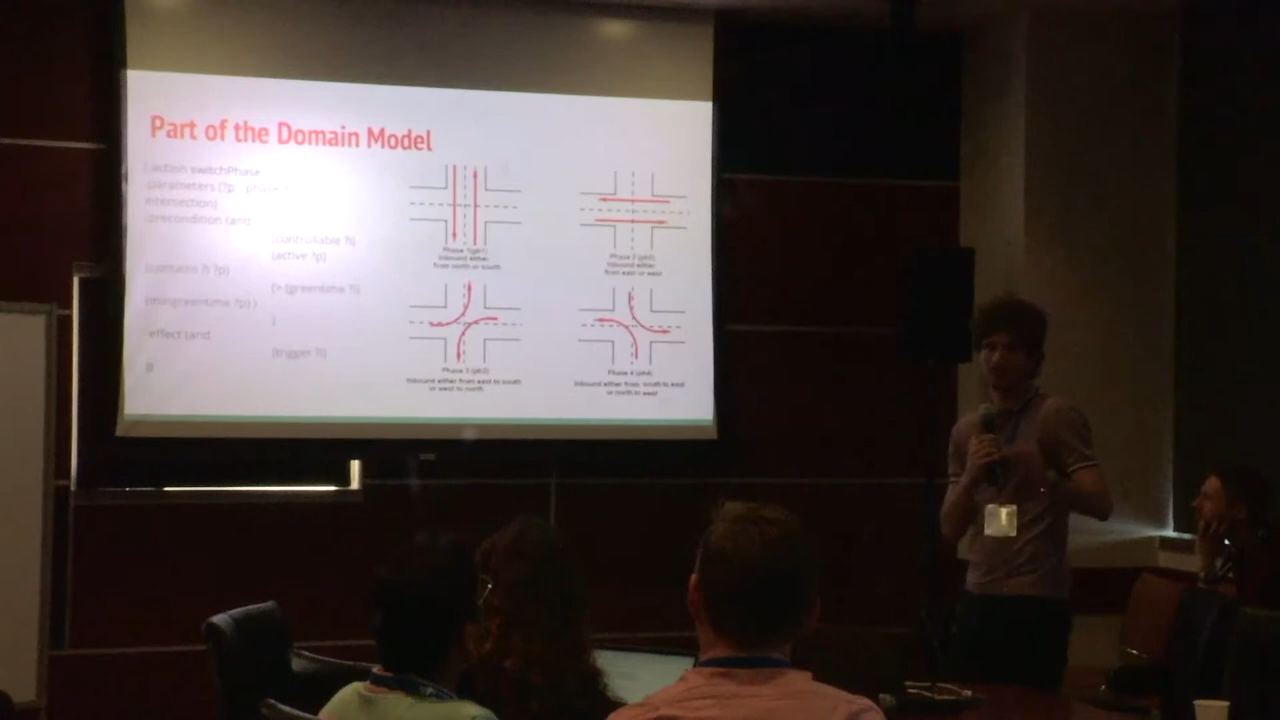 Part of the Domain Model
(:action switchPhase
:parameters (?p - phase
intersection)
:precondition (and
(controllable ?i)
(active ?p)
(contains ?i ?p)
(> (greentime ?i)
(mingreentime ?p) )
)
:effect (and
(trigger ?i)
))
Phase 1(ph1)
Inbound either
from north or south
Phase 2 (ph2)
Inbound either
from east or west
Phase 3 (ph3)
Inbound either from east to south
or west to north
Phase 4 (ph4)
Inbound either from south to east
or north to west